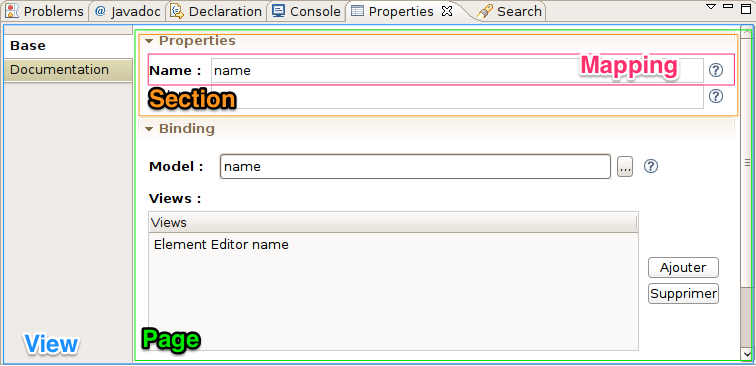 Problems @ Javadoc Declaration Console Properties Search
Base
Documentation
Properties
Name : name
Mapping
Section
Binding
Model : name ...
Views :
Views
Element Editor name
Ajouter
Supprimer
View
Page